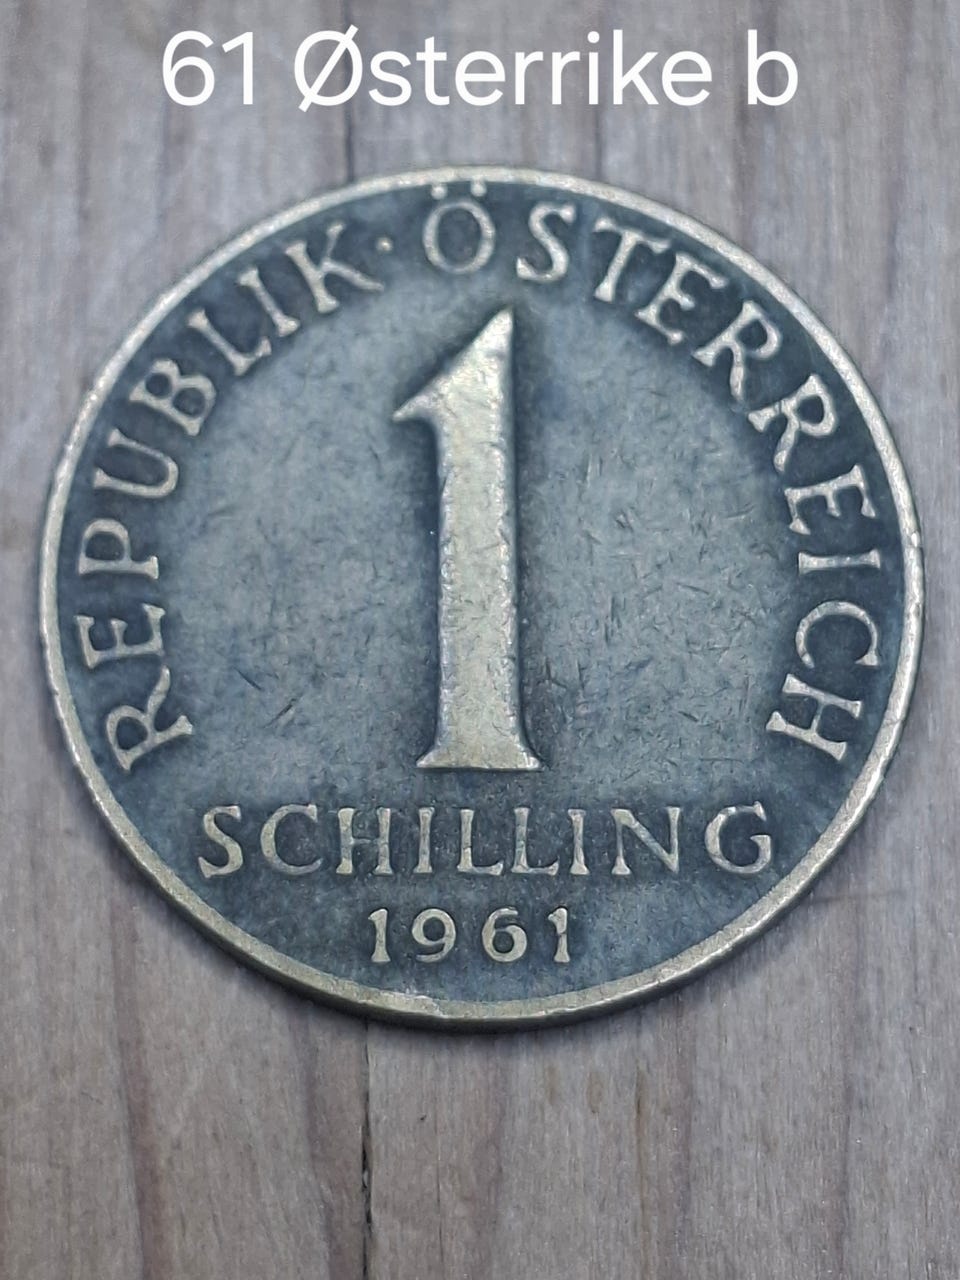 61 Østerrike b
REPUBLIK · ÖSTERREICH
1
SCHILLING
1961